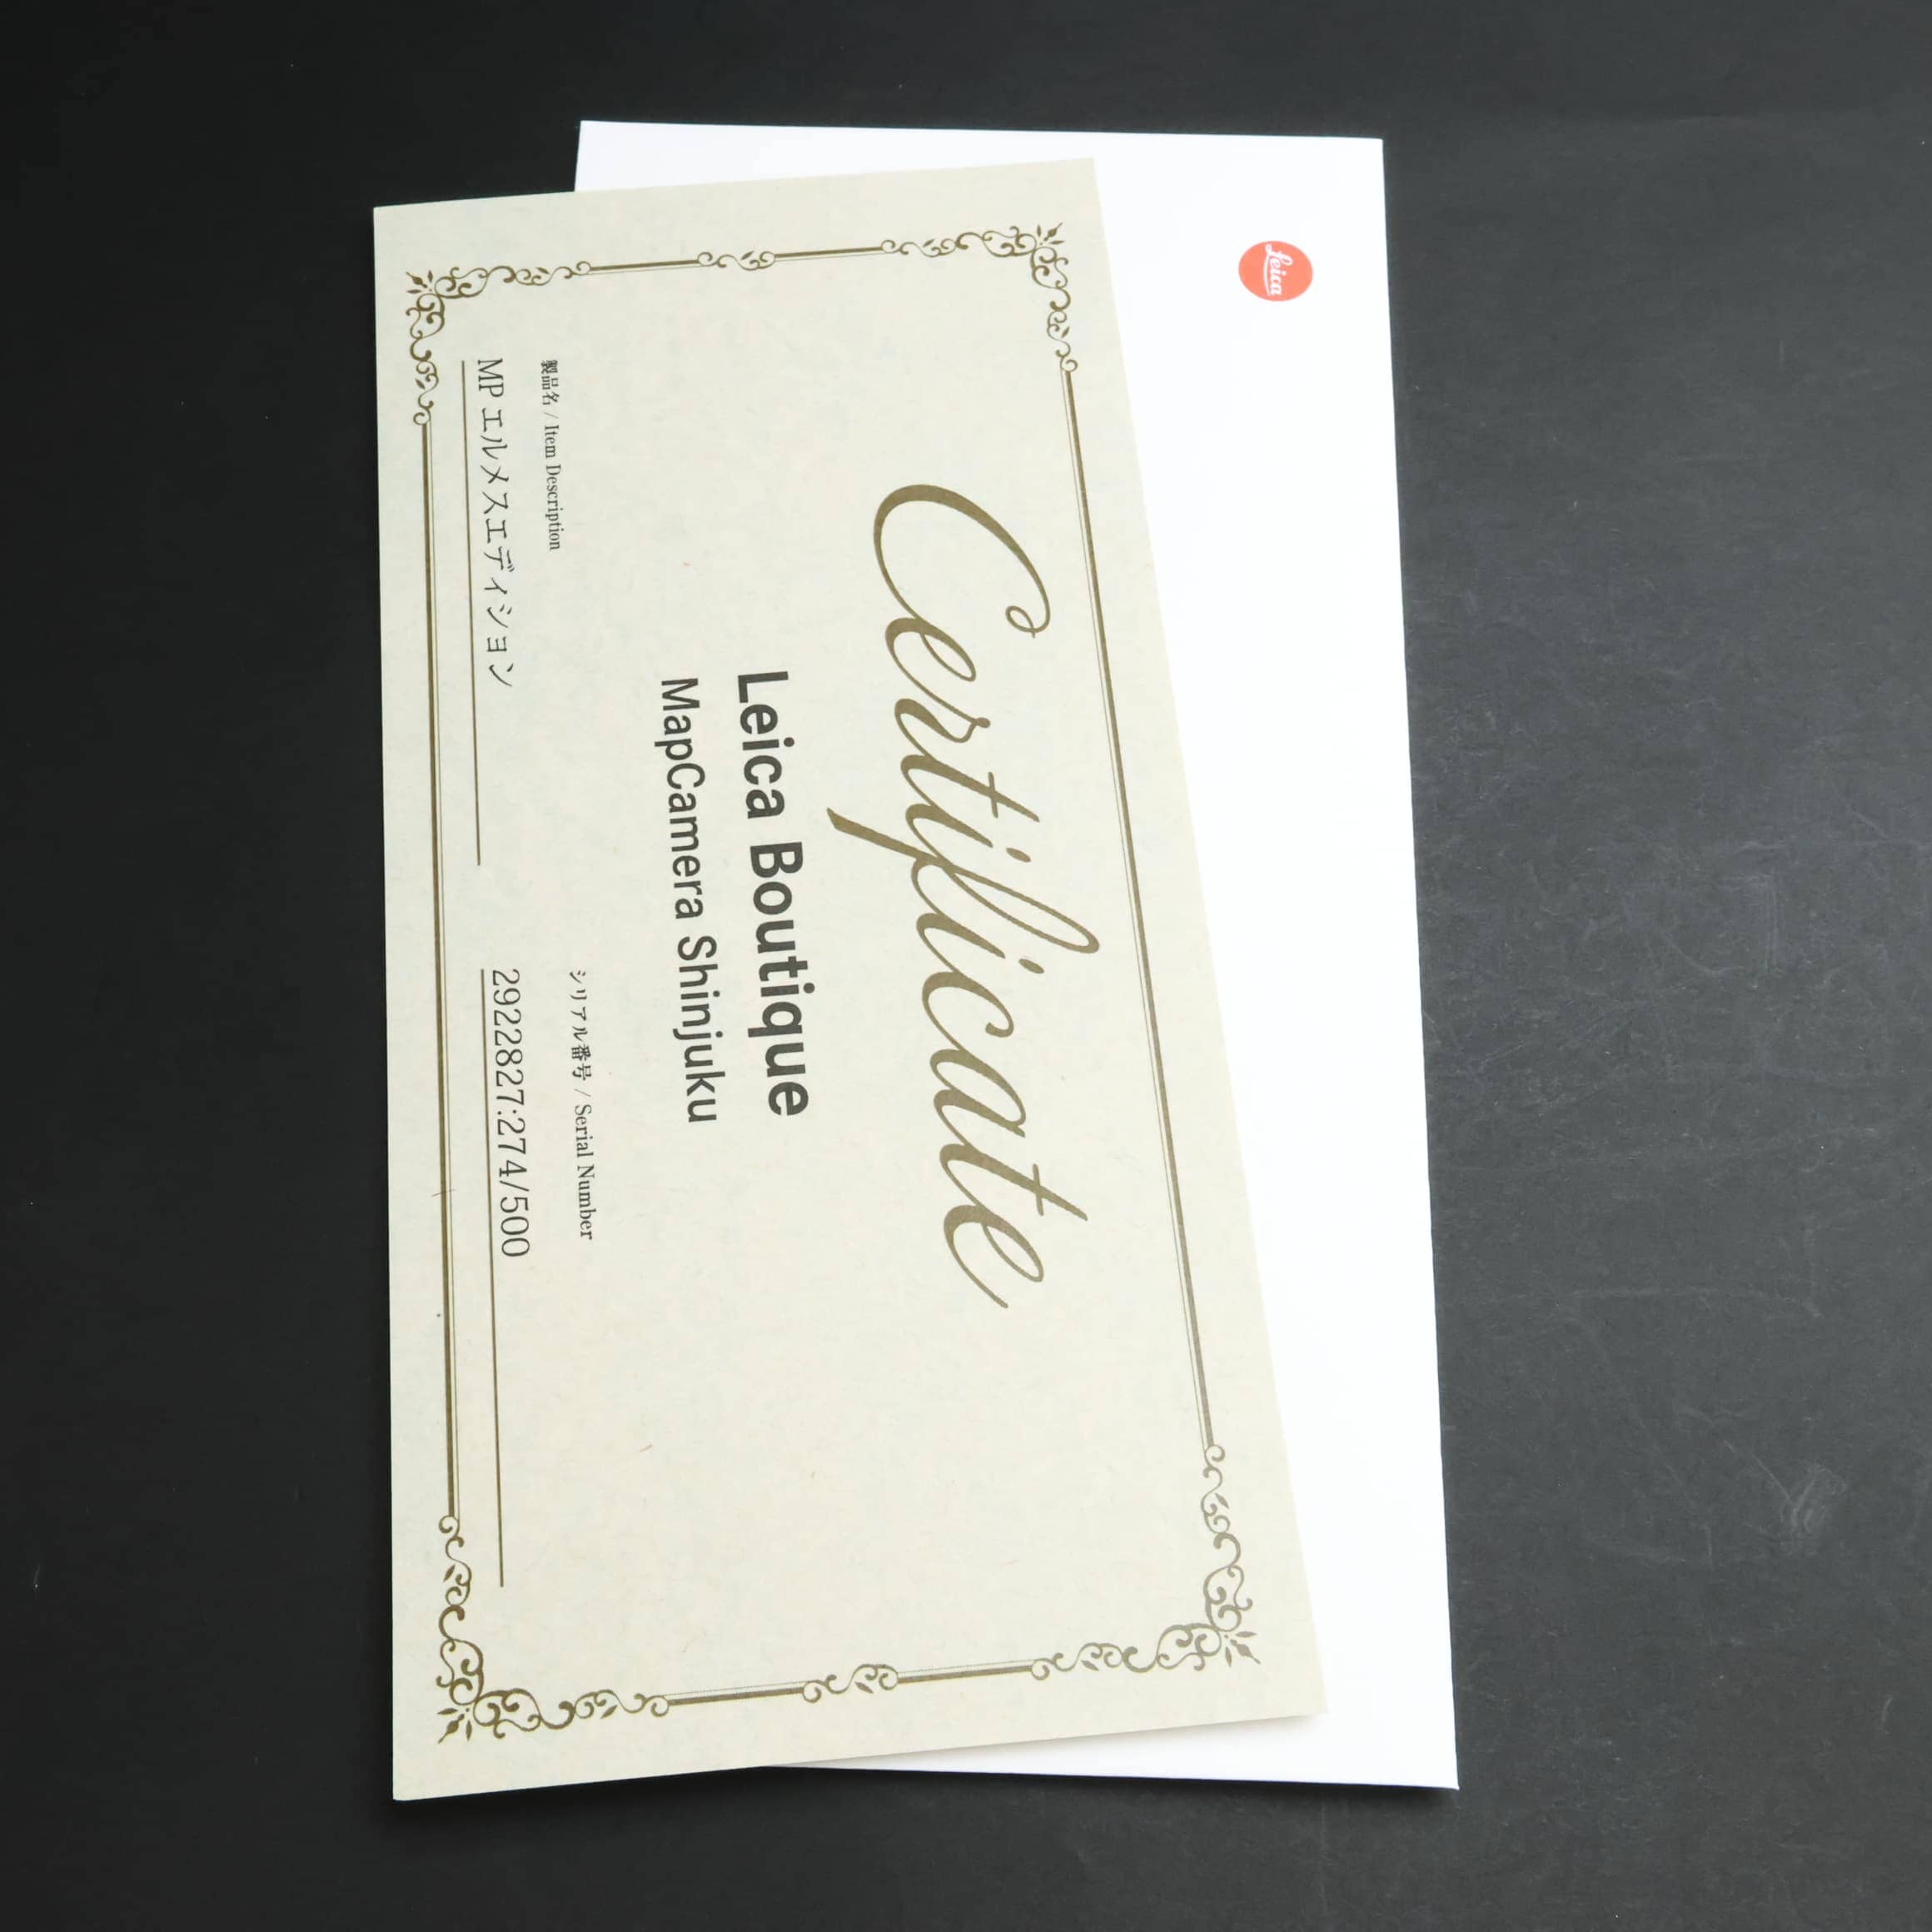 Certificate
Leica Boutique
MapCamera Shinjuku
製品名 / Item Description
MP エルメスエディション
シリアル番号 / Serial Number
2922827:274/500
Leica